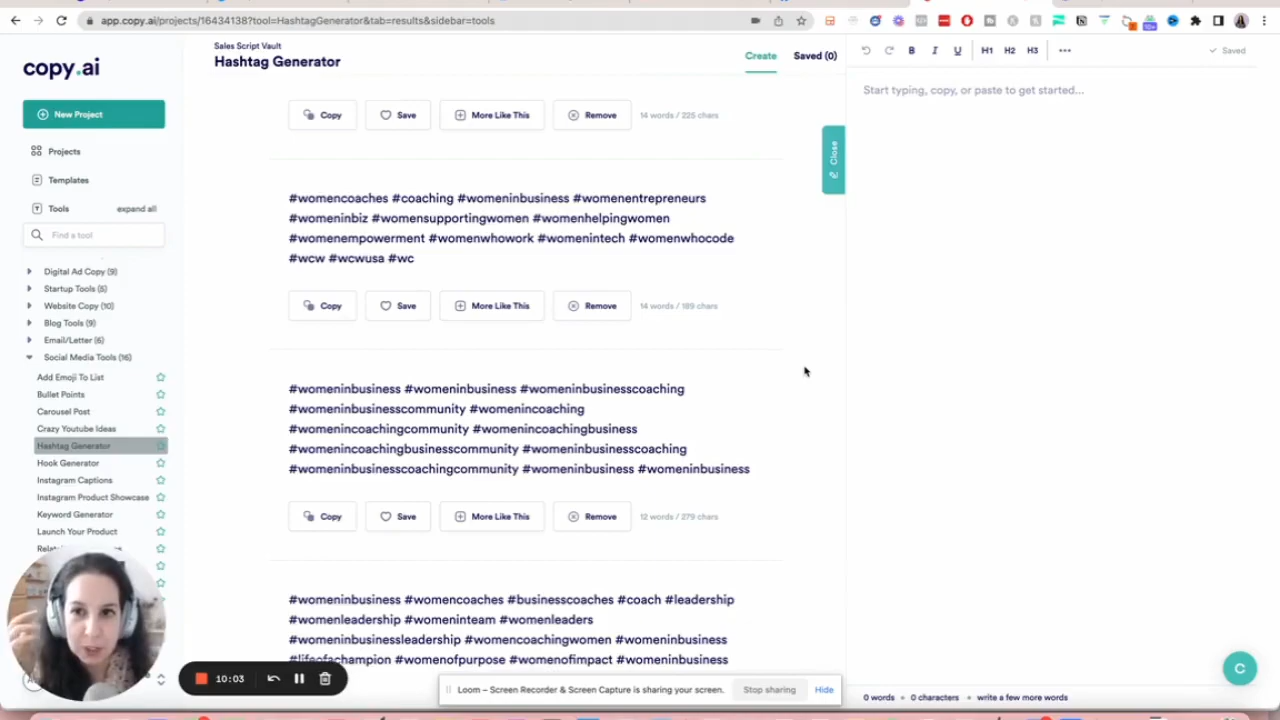 app.copy.ai/projects/16434138?tool=HashtagGenerator&tab=results&sidebar=tools
copy.ai
New Project
Projects
Templates
Tools
expand all
Find a tool
Digital Ad Copy (9)
Startup Tools (5)
Website Copy (10)
Blog Tools (9)
Email/Letter (6)
Social Media Tools (16)
Add Emoji To List
Bullet Points
Carousel Post
Crazy Youtube Ideas
Hashtag Generator
Hook Generator
Instagram Captions
Instagram Product Showcase
Keyword Generator
Launch Your Product
Sales Script Vault
Hashtag Generator
Create
Saved (0)
Copy
Save
More Like This
Remove
14 words / 225 chars
#womencoaches #coaching #womeninbusiness #womenentrepreneurs
#womeninbiz #womensupportingwomen #womenhelpingwomen
#womenempowerment #womenwhowork #womenintech #womenwhocode
#wcw #wcwusa #wc
Copy
Save
More Like This
Remove
14 words / 189 chars
#womeninbusiness #womeninbusiness #womeninbusinesscoaching
#womeninbusinesscommunity #womenincoaching
#womenincoachingcommunity #womenincoachingbusiness
#womenincoachingbusinesscommunity #womeninbusinesscoaching
#womeninbusinesscoachingcommunity #womeninbusiness #womeninbusiness
Copy
Save
More Like This
Remove
12 words / 279 chars
#womeninbusiness #womencoaches #businesscoaches #coach #leadership
#womenleadership #womeninteam #womenleaders
#womeninbusinessleadership #womencoachingwomen #womeninbusiness
#lifeofachampion #womenofpurpose #womenofimpact #womeninbusiness
Close
B I U H1 H2 H3
Saved
Start typing, copy, or paste to get started...
10:03
Loom – Screen Recorder & Screen Capture is sharing your screen.
Stop sharing
Hide
C
0 words
0 characters
write a few more words